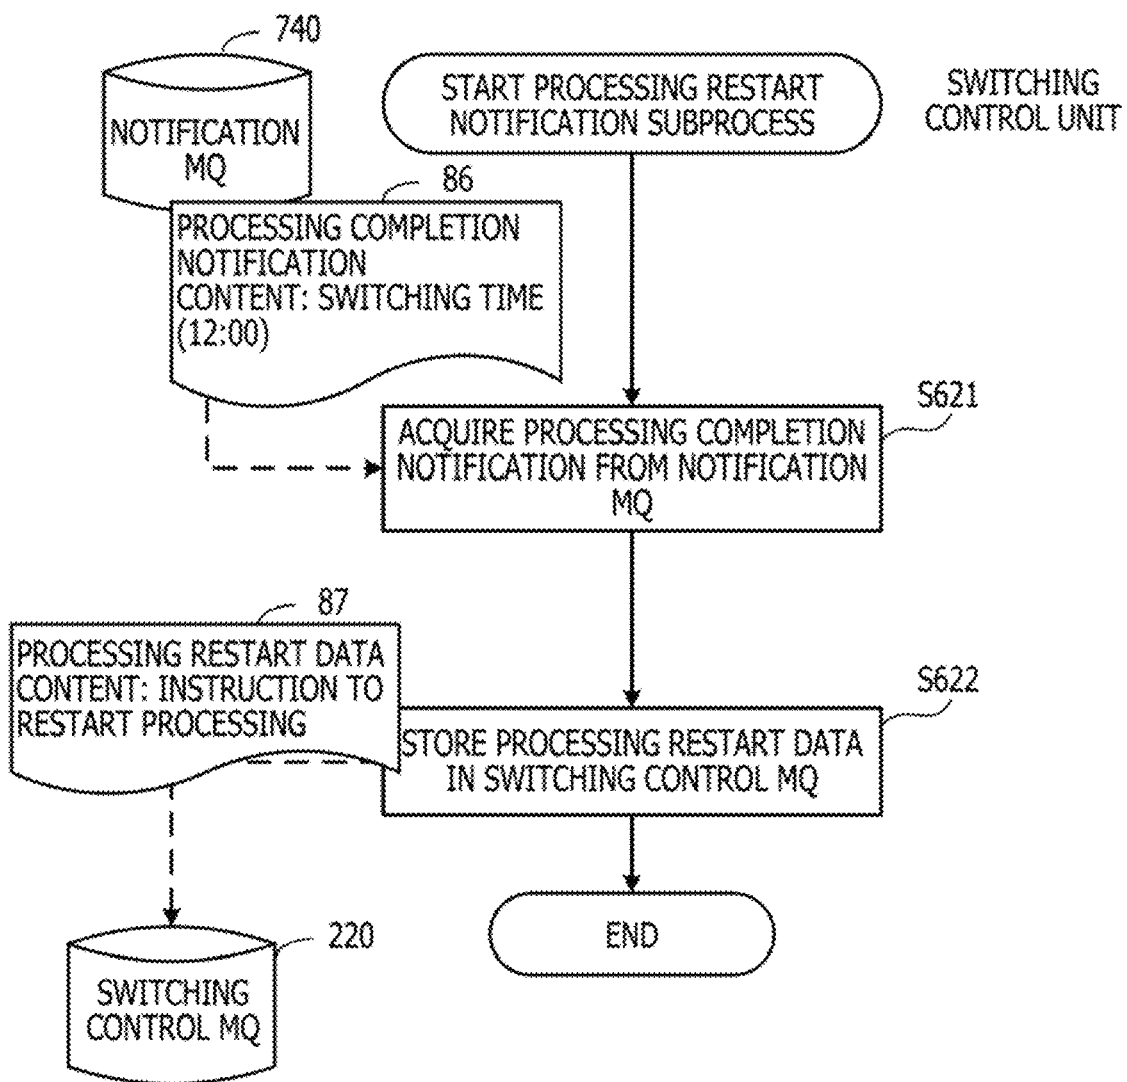 740
NOTIFICATION
MQ
START PROCESSING RESTART
NOTIFICATION SUBPROCESS
SWITCHING
CONTROL UNIT
86
PROCESSING COMPLETION
NOTIFICATION
CONTENT: SWITCHING TIME
(12:00)
S621
ACQUIRE PROCESSING COMPLETION
NOTIFICATION FROM NOTIFICATION
MQ
87
PROCESSING RESTART DATA
CONTENT: INSTRUCTION TO
RESTART PROCESSING
S622
STORE PROCESSING RESTART DATA
IN SWITCHING CONTROL MQ
END
220
SWITCHING
CONTROL MQ